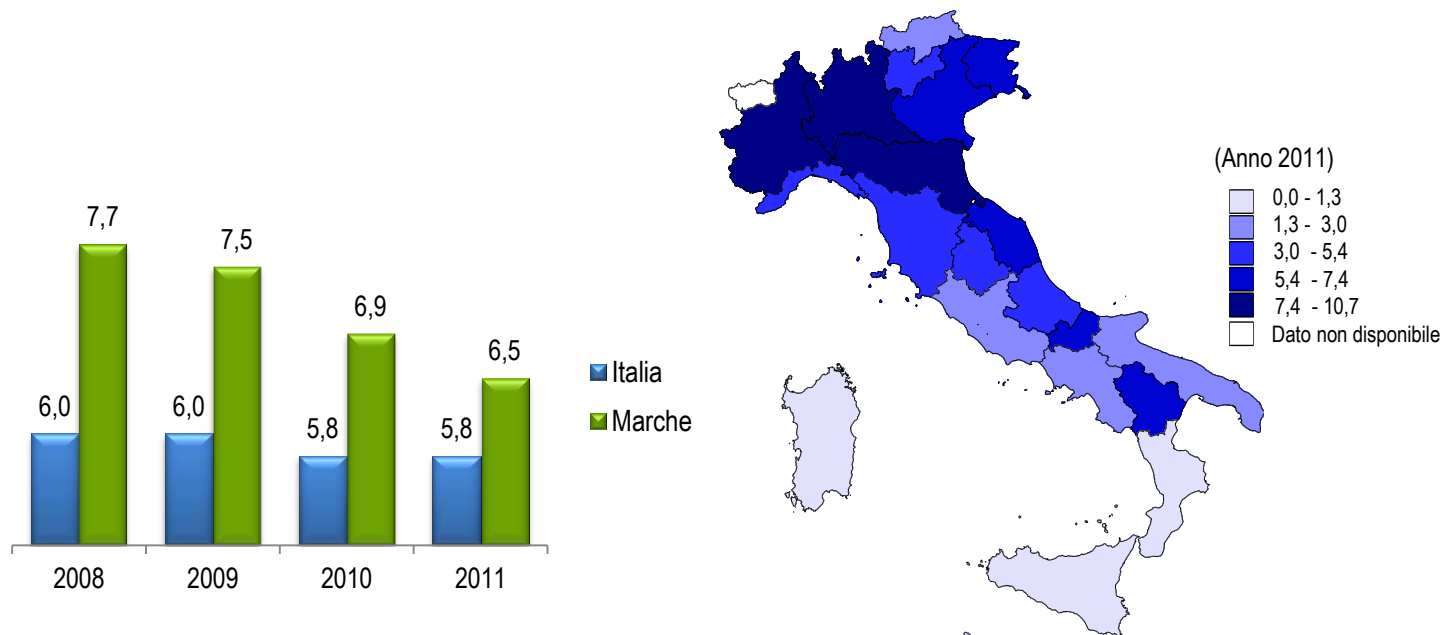 7,7
7,5
6,9
6,5
6,0
6,0
5,8
5,8
2008
2009
2010
2011
Italia
Marche
(Anno 2011)
0,0 - 1,3
1,3 - 3,0
3,0 - 5,4
5,4 - 7,4
7,4 - 10,7
Dato non disponibile